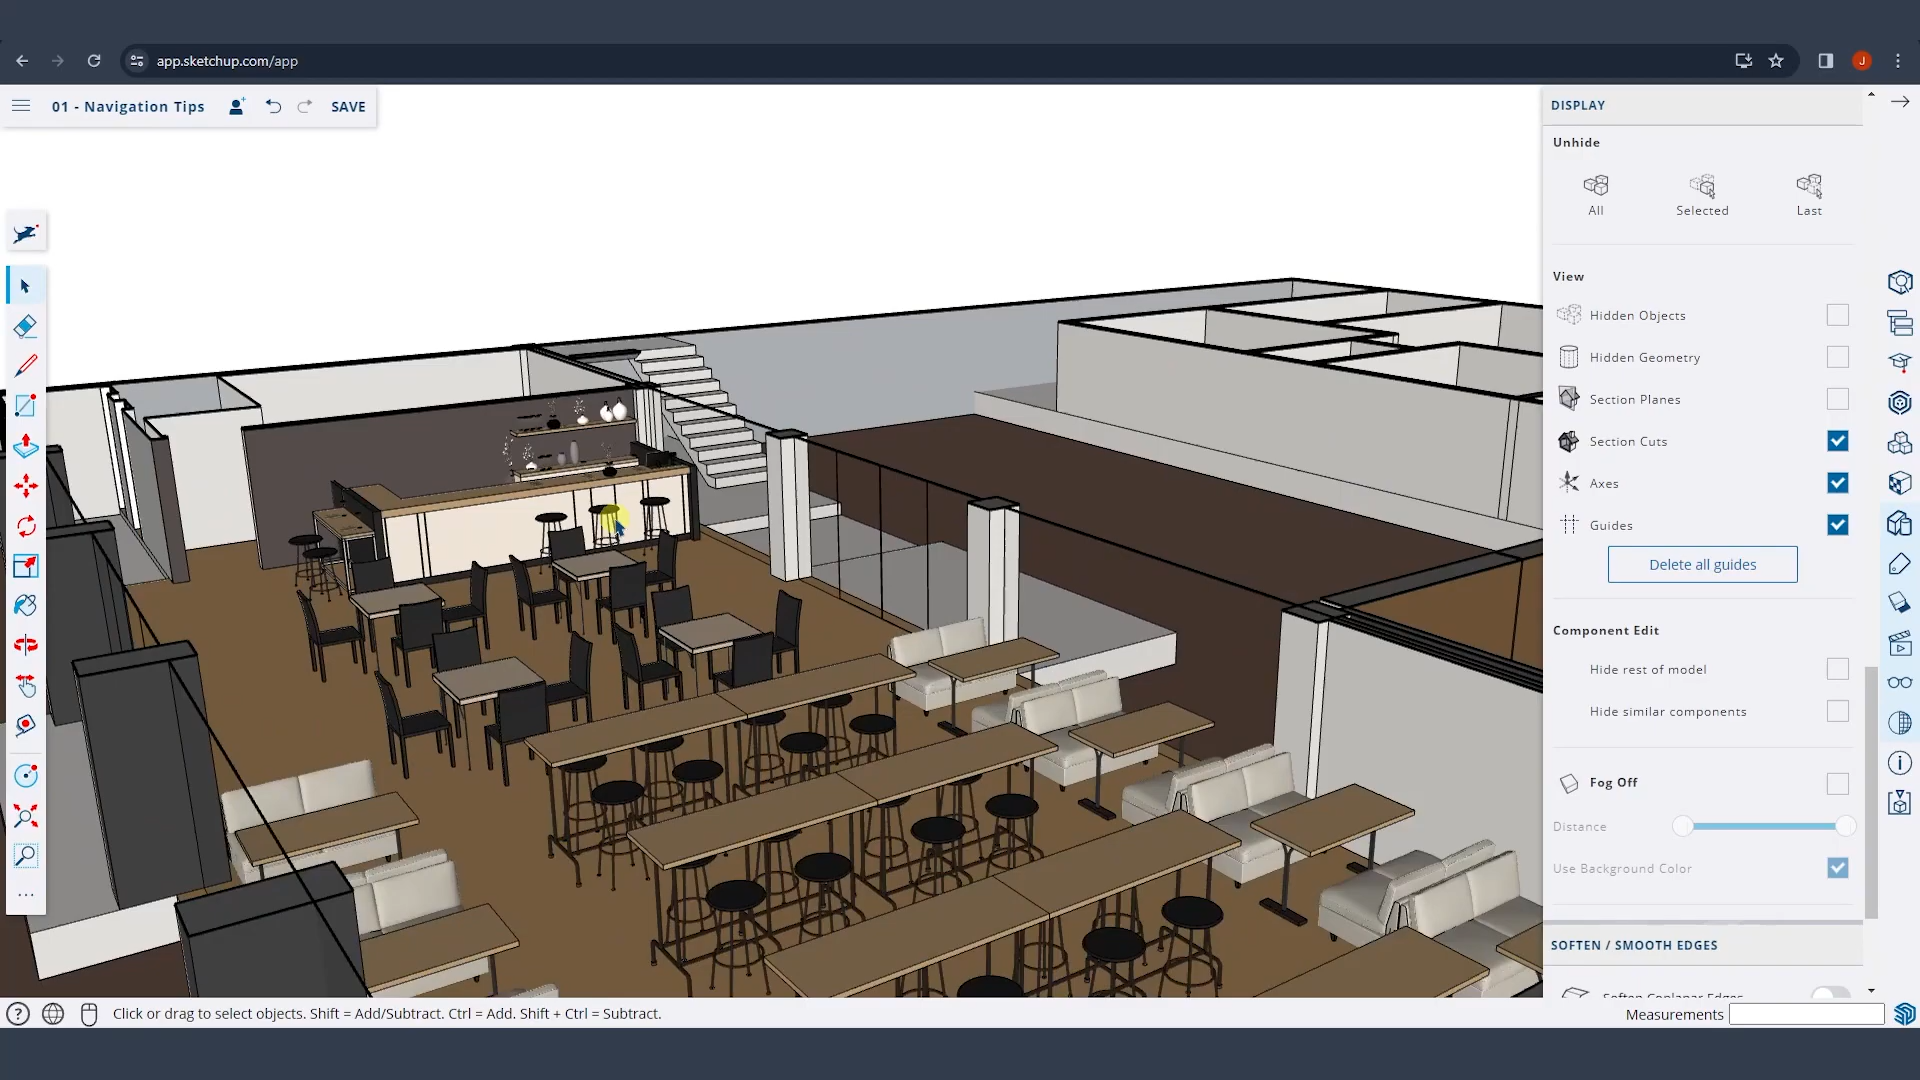 app.sketchup.com/app
J
01 - Navigation Tips
SAVE
DISPLAY
Unhide
All
Selected
Last
View
Hidden Objects
Hidden Geometry
Section Planes
Section Cuts
Axes
Guides
Delete all guides
Component Edit
Hide rest of model
Hide similar components
Fog Off
Distance
Use Background Color
SOFTEN / SMOOTH EDGES
Soften Coplanar Edges
Click or drag to select objects. Shift = Add/Subtract. Ctrl = Add. Shift + Ctrl = Subtract.
Measurements